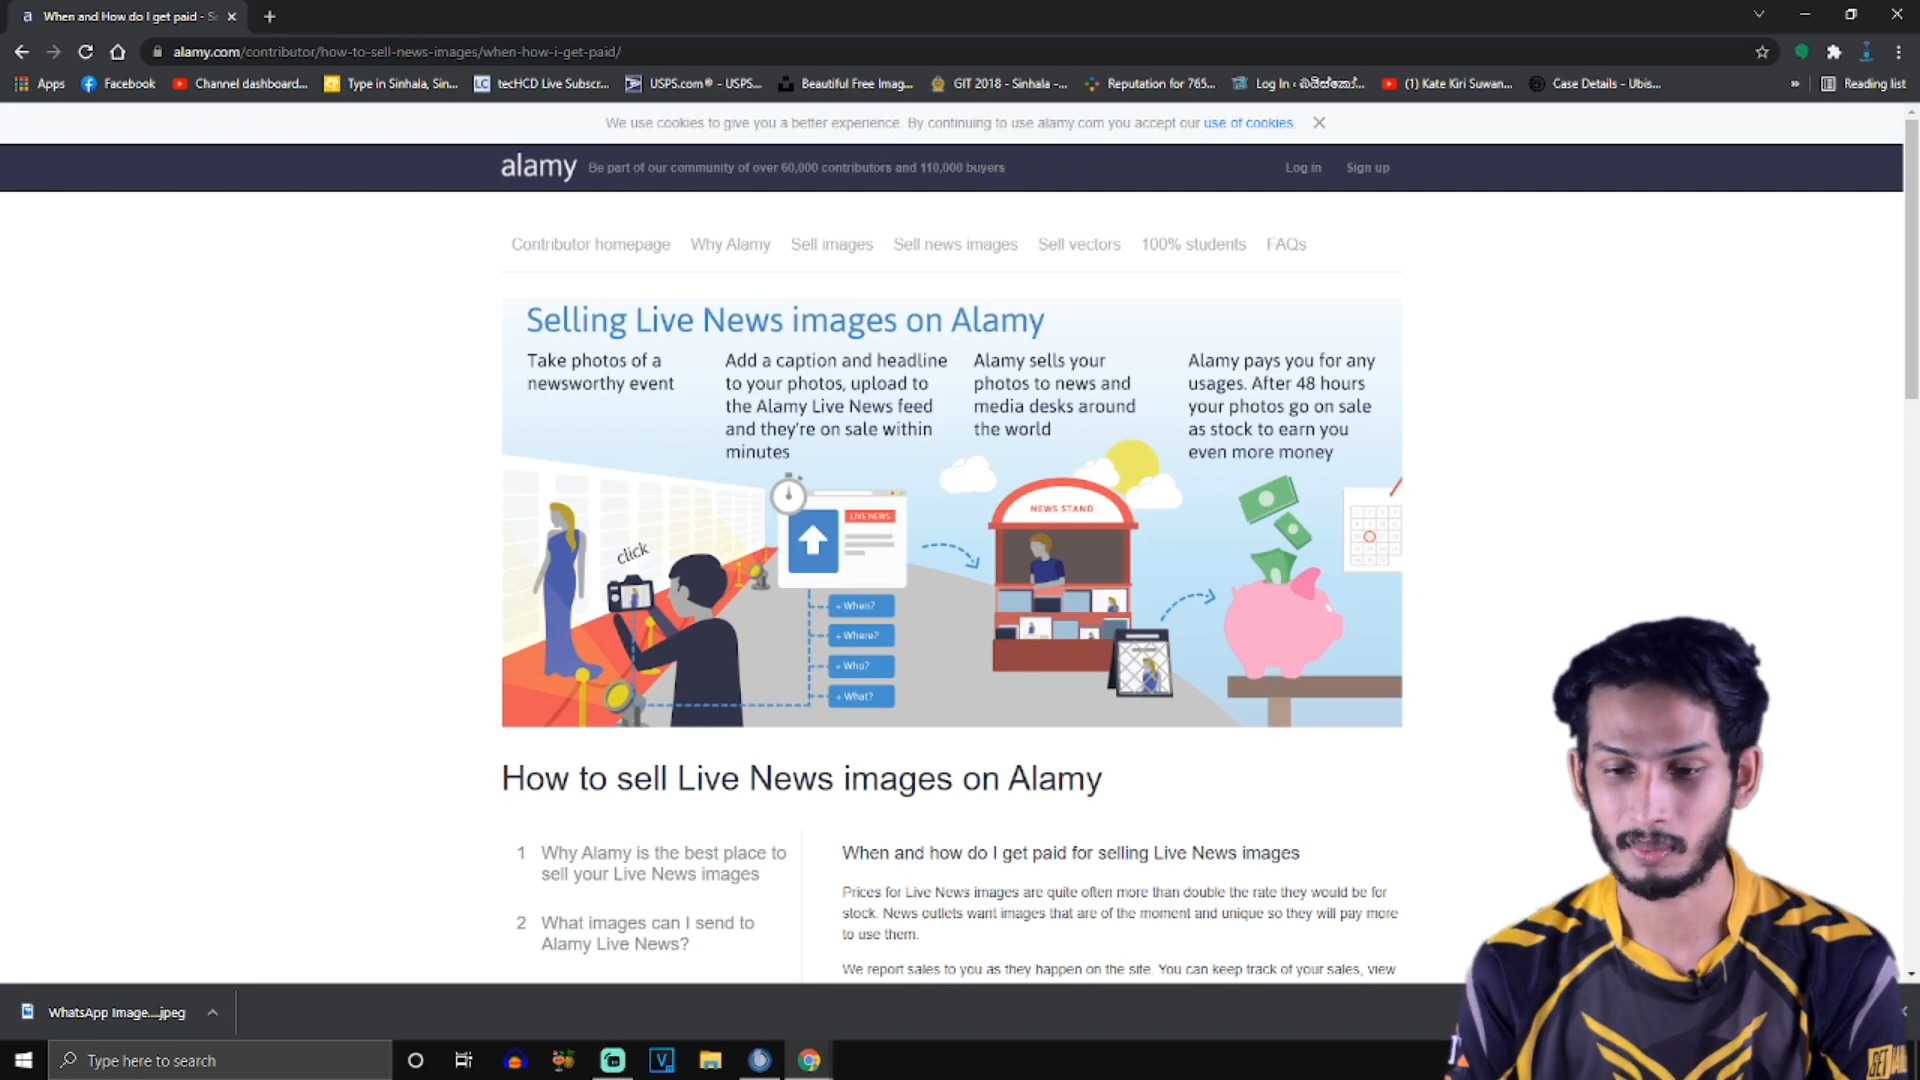 When and How do I get paid - S
alamy.com/contributor/how-to-sell-news-images/when-how-i-get-paid/
Apps
Facebook
Channel dashboard...
Type in Sinhala, Sin...
LC
tecHCD Live Subscr...
USPS.com® - USPS...
Beautiful Free Imag...
GIT 2018 - Sinhala -...
Reputation for 765...
Log In ‹
(1) Kate Kiri Suwan...
Case Details - Ubis...
»
Reading list
We use cookies to give you a better experience. By continuing to use alamy.com you accept our use of cookies.
alamy
Be part of our community of over 60,000 contributors and 110,000 buyers
Log in
Sign up
Contributor homepage
Why Alamy
Sell images
Sell news images
Sell vectors
100% students
FAQs
Selling Live News images on Alamy
Take photos of a
newsworthy event
Add a caption and headline
to your photos, upload to
the Alamy Live News feed
and they're on sale within
minutes
Alamy sells your
photos to news and
media desks around
the world
Alamy pays you for any
usages. After 48 hours
your photos go on sale
as stock to earn you
even more money
click
LIVE NEWS
+ When?
+ Where?
+ Who?
+ What?
NEWS STAND
How to sell Live News images on Alamy
1 Why Alamy is the best place to
sell your Live News images
2 What images can I send to
Alamy Live News?
When and how do I get paid for selling Live News images
Prices for Live News images are quite often more than double the rate they would be for
stock. News outlets want images that are of the moment and unique so they will pay more
to use them.
We report sales to you as they happen on the site. You can keep track of your sales, view
WhatsApp Image....jpeg
Type here to search
GET